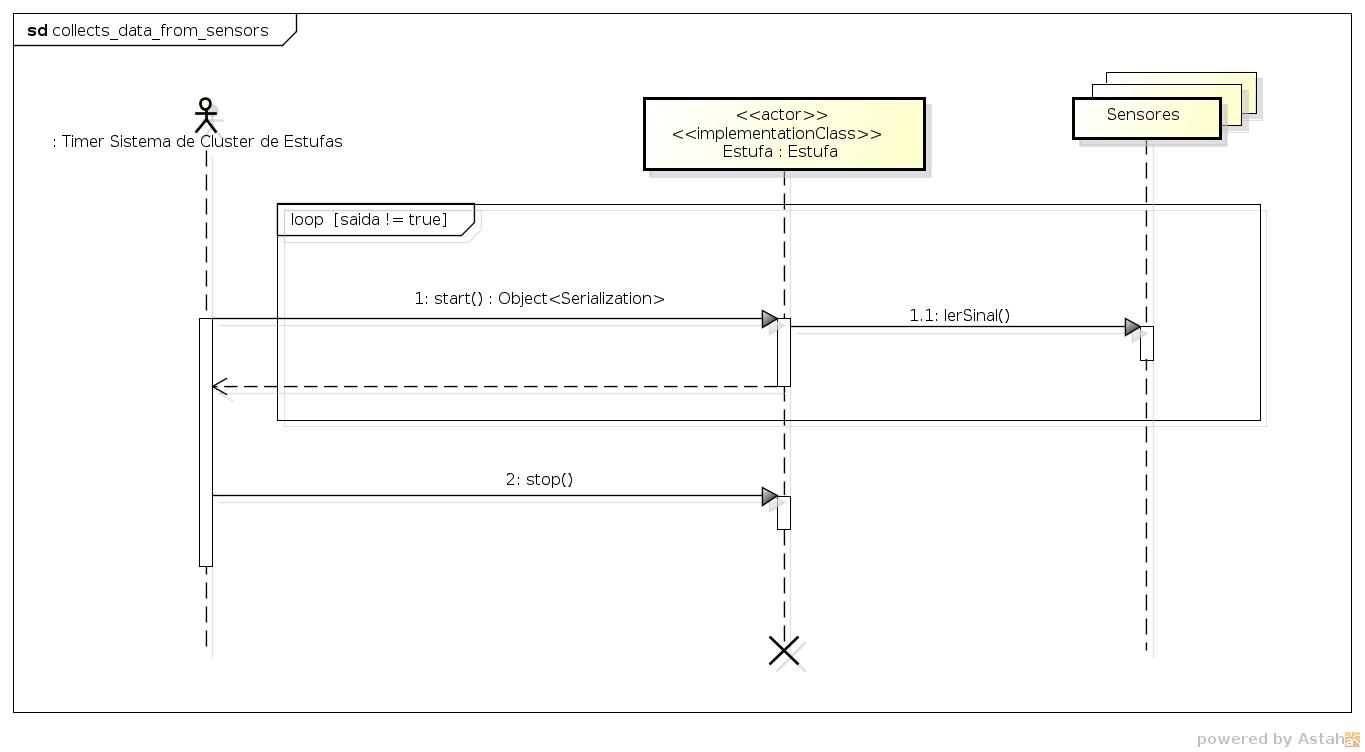 sd collects_data_from_sensors
: Timer Sistema de Cluster de Estufas
<<actor>>
<<implementationClass>>
Estufa : Estufa
Sensores
loop [saida != true]
1: start() : Object<Serialization>
1.1: lerSinal()
2: stop()
powered by Astah